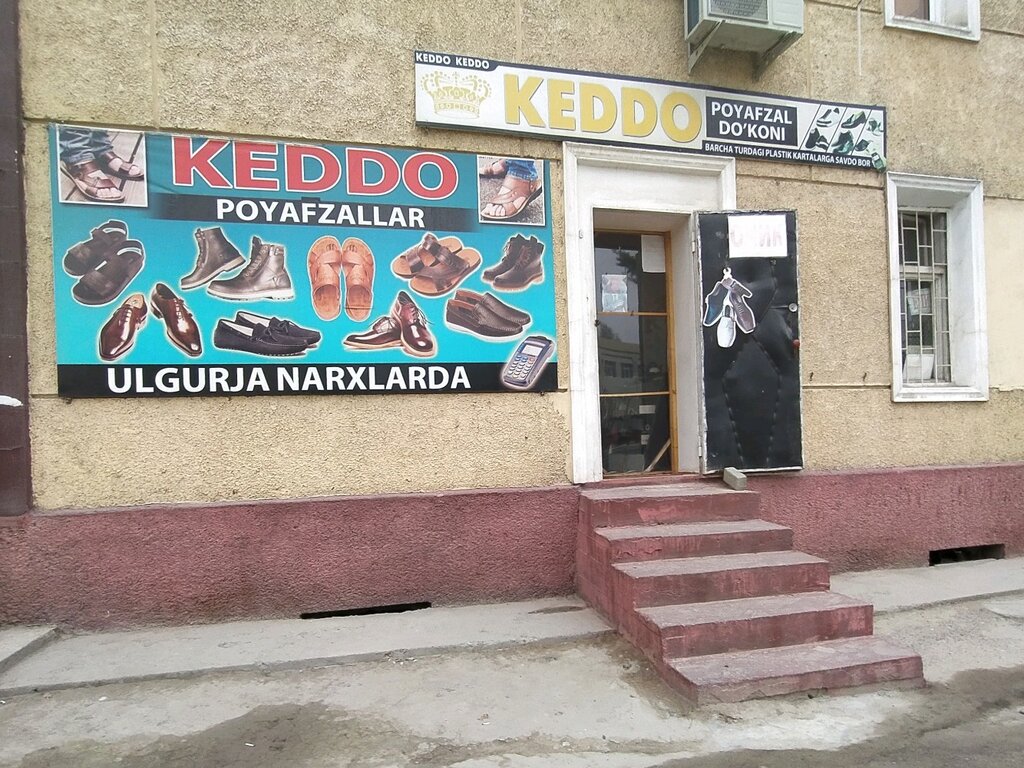 KEDDO KEDDO
KEDDO
POYAFZAL
DO'KONI
BARCHA TURDAGI PLASTIK KARTALARGA SAVDO BOR
KEDDO
POYAFZALLAR
ULGURJA NARXLARDA